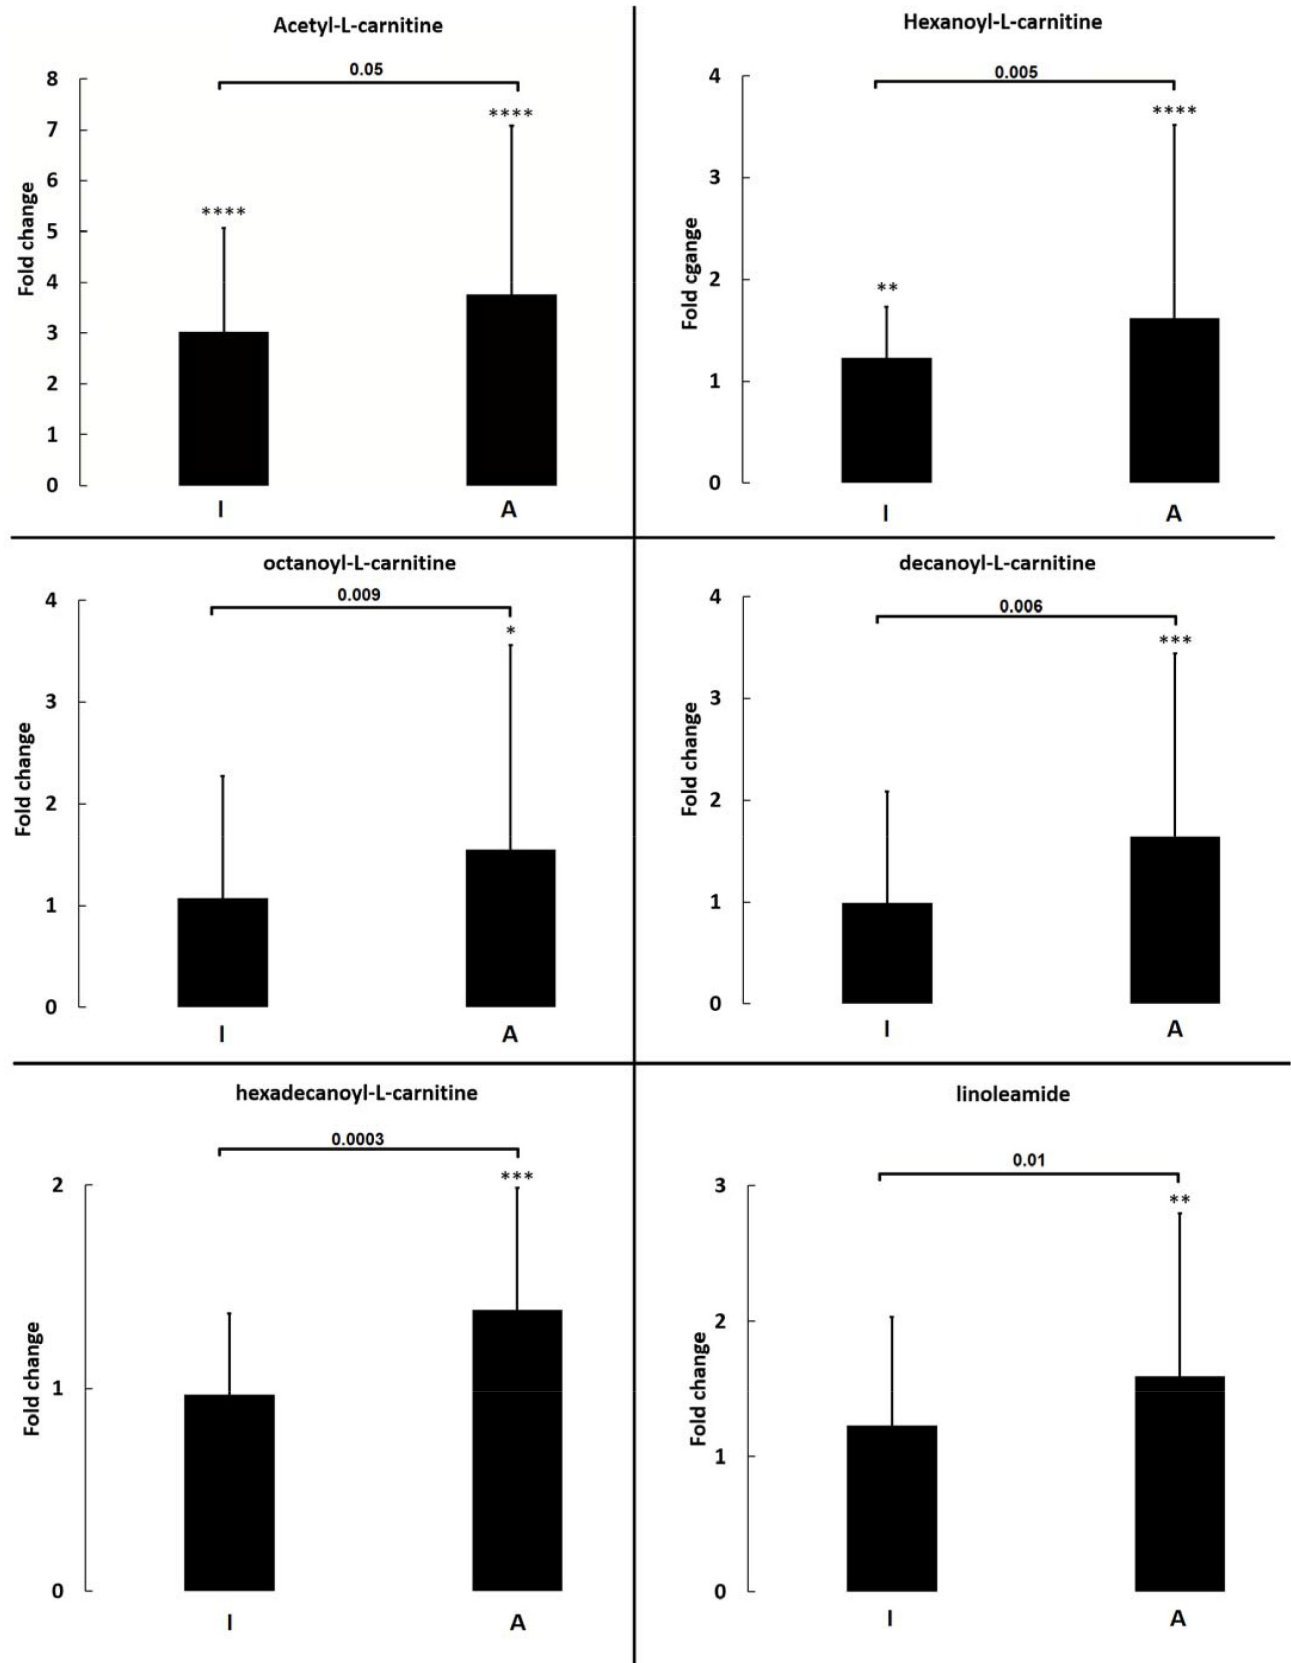 Acetyl-L-carnitine
0.05
8
7
6
5
4
3
2
1
0
Fold change
****
****
I
A
Hexanoyl-L-carnitine
0.005
4
3
2
1
0
Fold cgange
**
****
I
A
octanoyl-L-carnitine
0.009
4
3
2
1
0
Fold change
*
I
A
decanoyl-L-carnitine
0.006
4
3
2
1
0
Fold change
***
I
A
hexadecanoyl-L-carnitine
0.0003
2
1
0
Fold change
***
I
A
linoleamide
0.01
3
2
1
0
Fold change
**
I
A